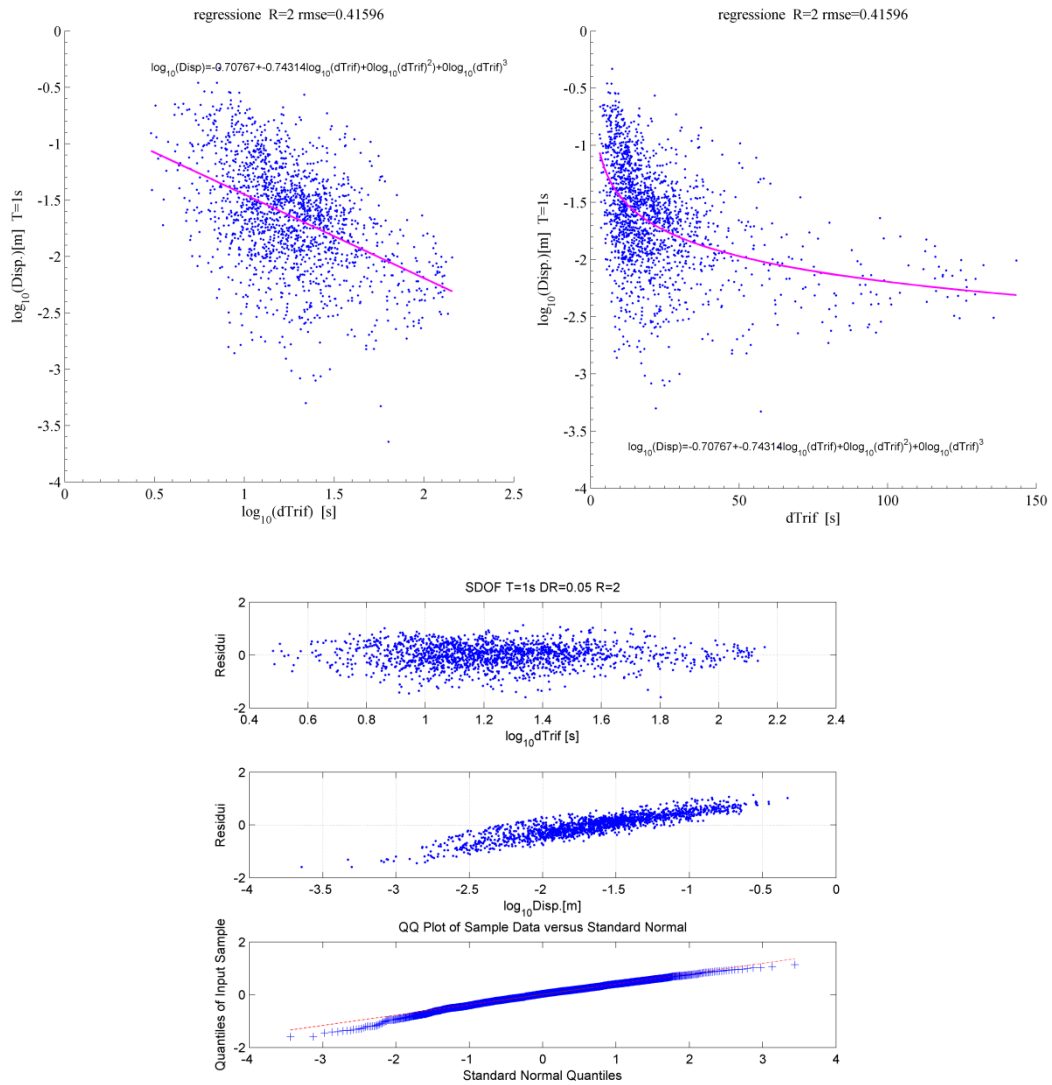 regressione R=2 rmse=0.41596
log10(Disp)=-0.70767+-0.74314log10(dTrif)+0log10(dTrif)^2)+0log10(dTrif)^3
log10(Disp.)[m] T=1s
0
-0.5
-1
-1.5
-2
-2.5
-3
-3.5
-4
0 0.5 1 1.5 2 2.5
log10(dTrif) [s]
regressione R=2 rmse=0.41596
log10(Disp.)[m] T=1s
0
-0.5
-1
-1.5
-2
-2.5
-3
-3.5
-4
log10(Disp)=-0.70767+-0.74314log10(dTrif)+0log10(dTrif)^2)+0log10(dTrif)^3
0 50 100 150
dTrif [s]
SDOF T=1s DR=0.05 R=2
Residui
2
0
-2
0.4 0.6 0.8 1 1.2 1.4 1.6 1.8 2 2.2 2.4
log10dTrif [s]
Residui
2
0
-2
-4 -3.5 -3 -2.5 -2 -1.5 -1 -0.5 0
log10Disp.[m]
QQ Plot of Sample Data versus Standard Normal
Quantiles of Input Sample
2
0
-2
-4 -3 -2 -1 0 1 2 3 4
Standard Normal Quantiles